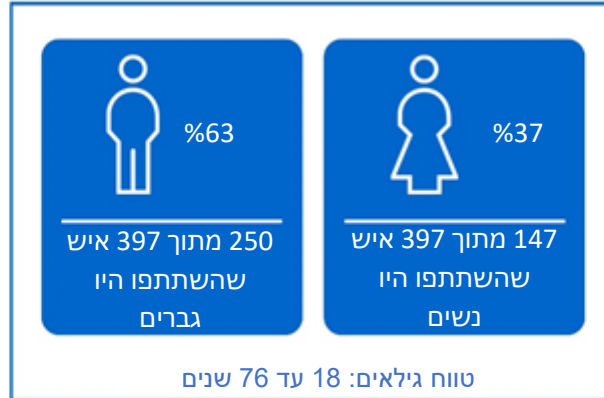 %37
147 מתוך 397 איש
שהשתתפו היו
נשים
%63
250 מתוך 397 איש
שהשתתפו היו
גברים
טווח גילאים: 18 עד 76 שנים